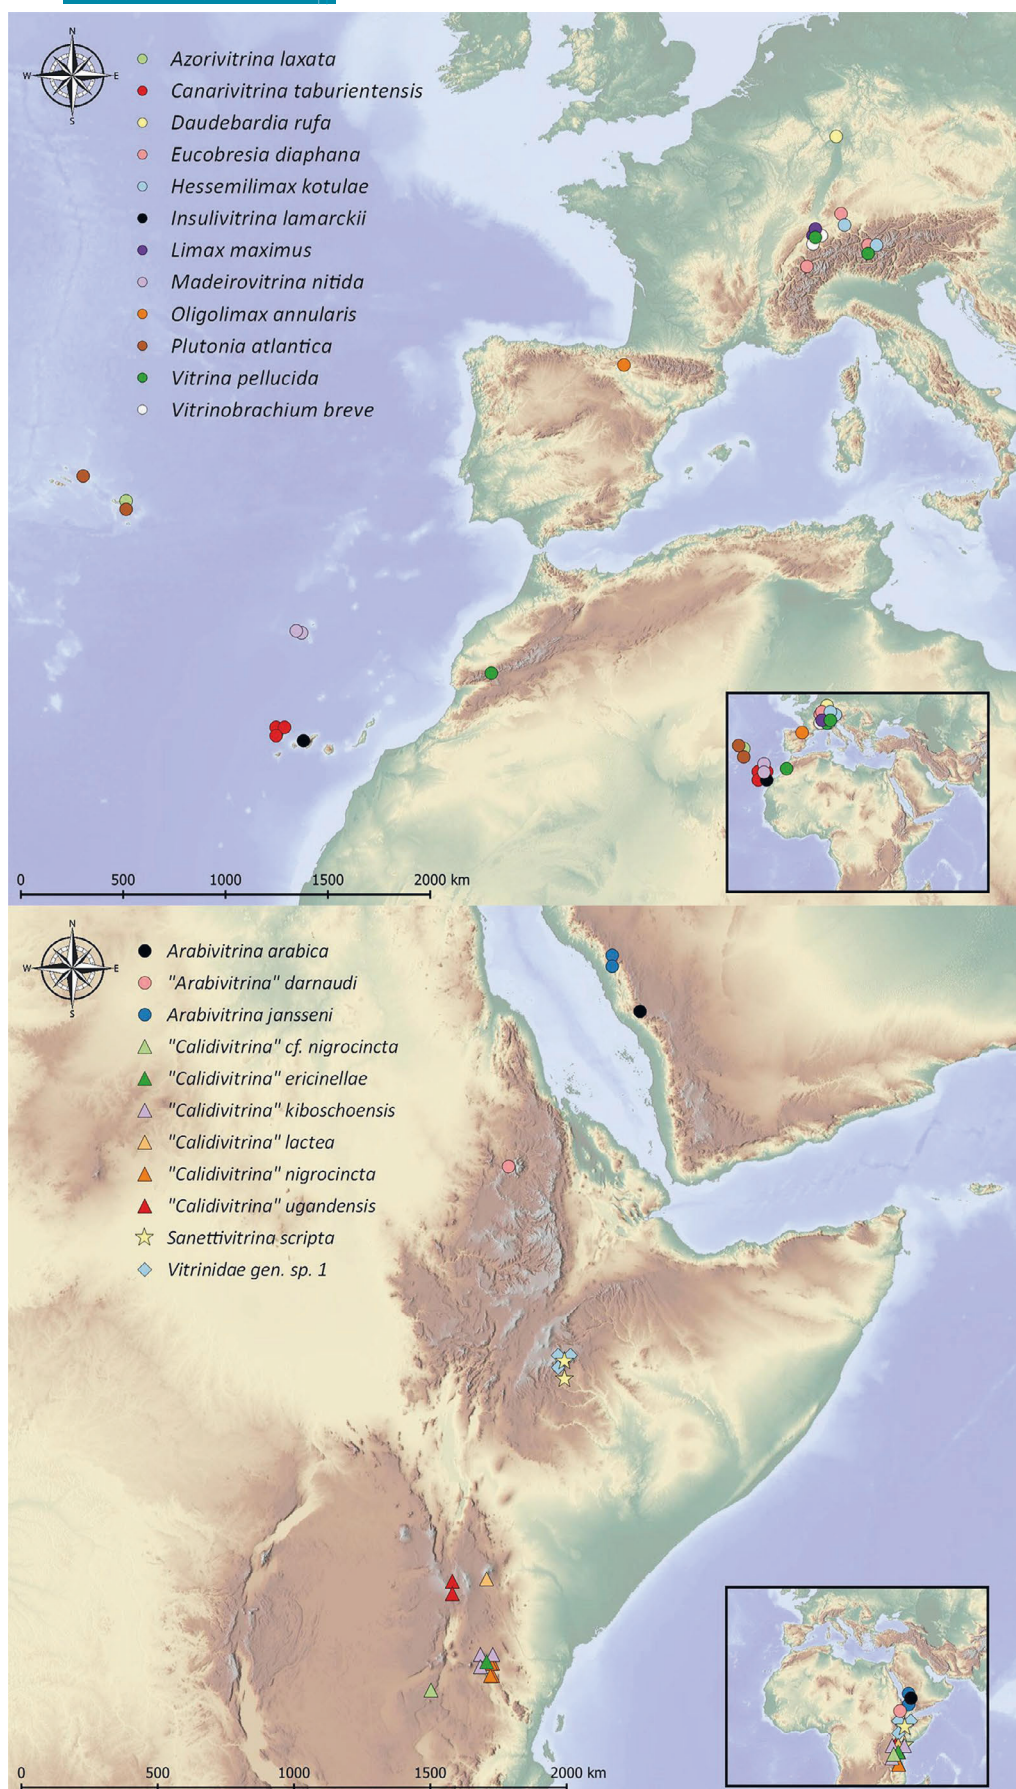 N
W
E
S
Azorivitrina laxata
Canarivitrina taburientensis
Daudebardia rufa
Eucobresia diaphana
Hessemilimax kotulae
Insulivitrina lamarckii
Limax maximus
Madeirovitrina nitida
Oligolimax annularis
Plutonia atlantica
Vitrina pellucida
Vitrinobrachium breve
0 500 1000 1500 2000 km
N
W
E
S
Arabivitrina arabica
"Arabivitrina" darnaudi
Arabivitrina jansseni
"Calidivitrina" cf. nigrocincta
"Calidivitrina" ericinellae
"Calidivitrina" kiboschoensis
"Calidivitrina" lactea
"Calidivitrina" nigrocincta
"Calidivitrina" ugandensis
Sanettivitrina scripta
Vitrinidae gen. sp. 1
0 500 1000 1500 2000 km